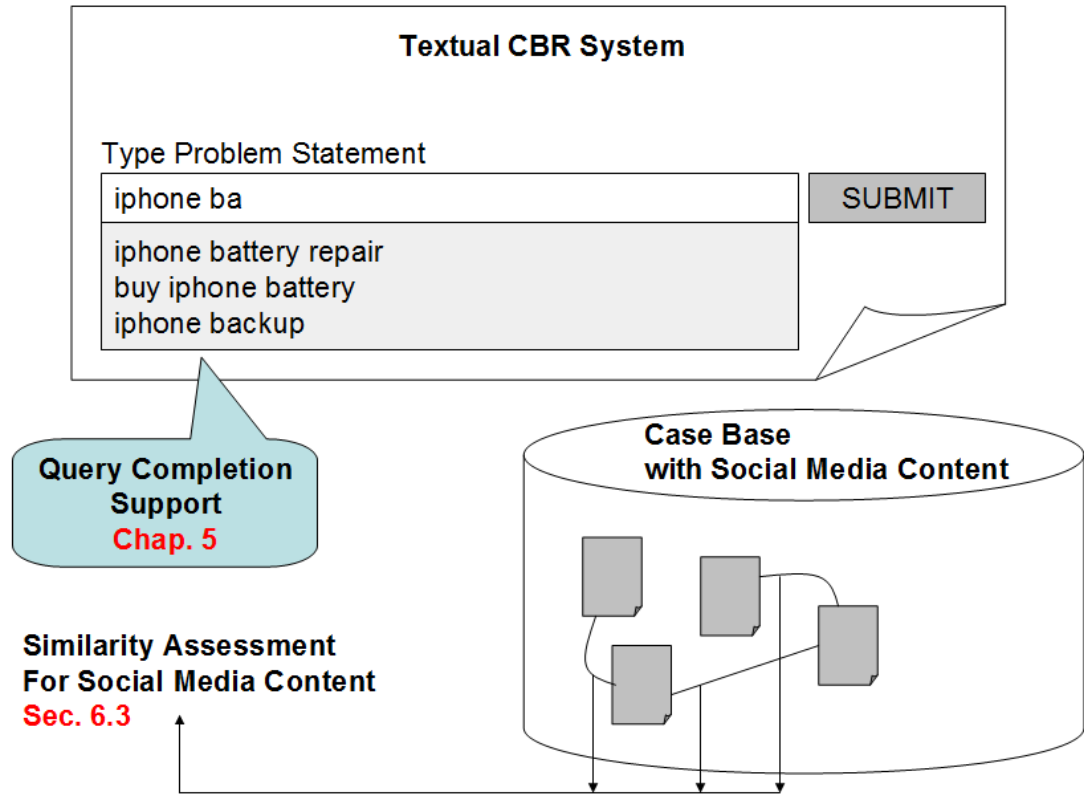 Textual CBR System
Type Problem Statement
iphone ba
SUBMIT
iphone battery repair
buy iphone battery
iphone backup
Query Completion
Support
Chap. 5
Case Base
with Social Media Content
Similarity Assessment
For Social Media Content
Sec. 6.3